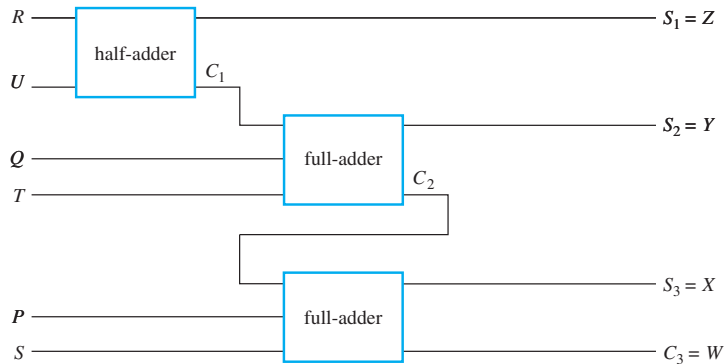 R S₁ = Z
half-adder
U C₁
S₂ = Y
Q full-adder
C₂
T
S₃ = X
P full-adder
S C₃ = W